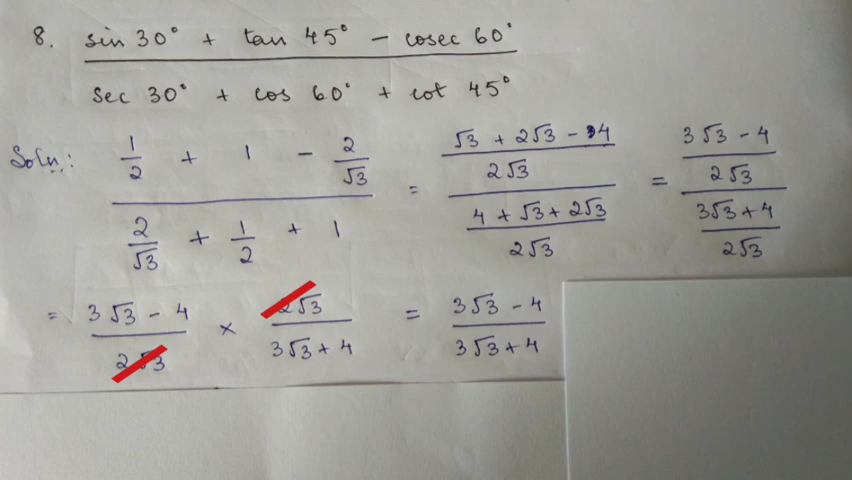 8. sin 30° + tan 45° - cosec 60° / sec 30° + cos 60° + cot 45°
Soln: (1/2 + 1 - 2/√3) / (2/√3 + 1/2 + 1) = ((√3 + 2√3 - 4)/2√3) / ((4 + √3 + 2√3)/2√3) = ((3√3 - 4)/2√3) / ((3√3 + 4)/2√3)
= (3√3 - 4)/2√3 × 2√3/(3√3 + 4) = (3√3 - 4)/(3√3 + 4)